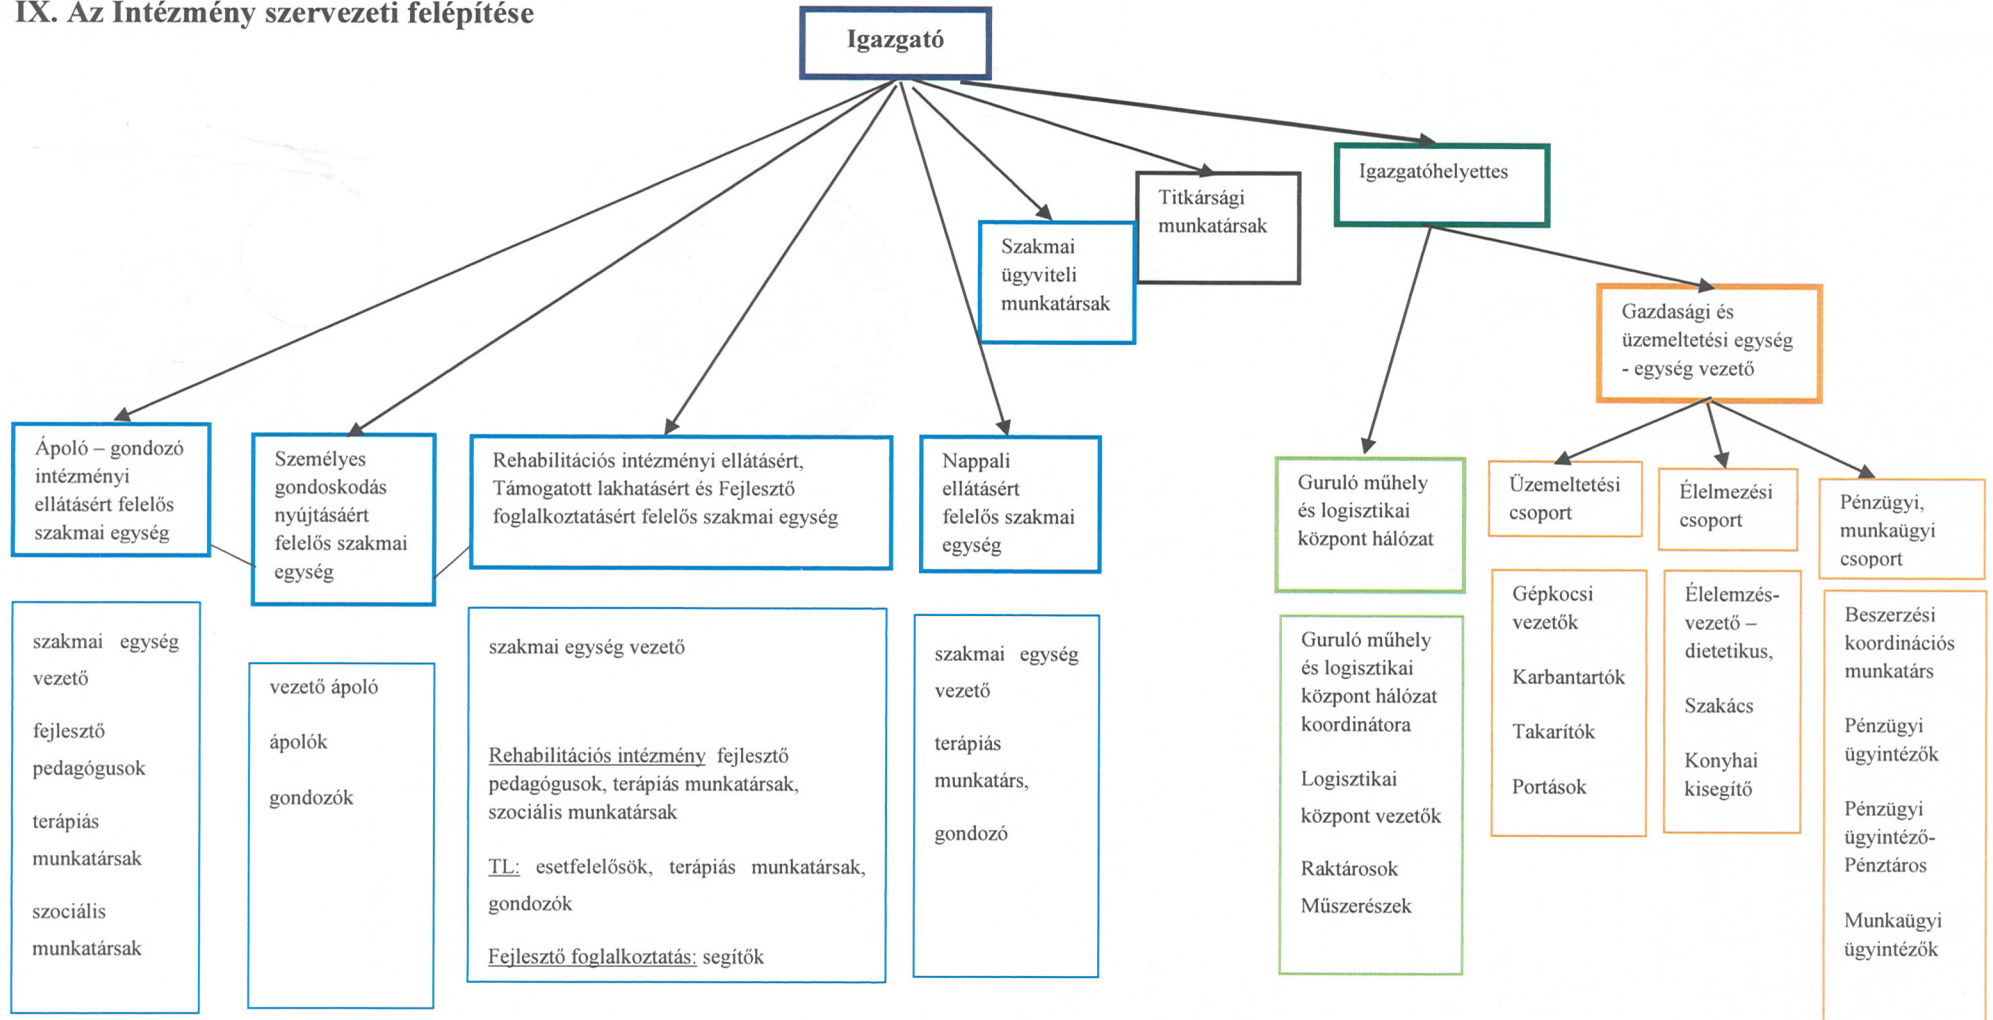 IX. Az Intézmény szervezeti felépítése
Igazgató
Igazgatóhelyettes
Titkársági
munkatársak
Szakmai
ügyviteli
munkatársak
Gazdasági és
üzemeltetési egység
- egység vezető
Ápoló – gondozó
intézményi
ellátásért felelős
szakmai egység
Személyes
gondoskodás
nyújtásáért
felelős szakmai
egység
Rehabilitációs intézményi ellátásért,
Támogatott lakhatásért és Fejlesztő
foglalkoztatásért felelős szakmai egység
Nappali
ellátásért
felelős szakmai
egység
Guruló műhely
és logisztikai
központ hálózat
Üzemeltetési
csoport
Élelmezési
csoport
Pénzügyi,
munkaügyi
csoport
szakmai egység
vezető
fejlesztő
pedagógusok
terápiás
munkatársak
szociális
munkatársak
vezető ápoló
ápolók
gondozók
szakmai egység vezető
Rehabilitációs intézmény fejlesztő
pedagógusok, terápiás munkatársak,
szociális munkatársak
TL: esetfelelősök, terápiás munkatársak,
gondozók
Fejlesztő foglalkoztatás: segítők
szakmai egység
vezető
terápiás
munkatárs,
gondozó
Guruló műhely
és logisztikai
központ hálózat
koordinátora
Logisztikai
központ vezetők
Raktárosok
Műszerészek
Gépkocsi
vezetők
Karbantartók
Takarítók
Portások
Élelemzés-
vezető –
dietetikus,
Szakács
Konyhai
kisegítő
Beszerzési
koordinációs
munkatárs
Pénzügyi
ügyintézők
Pénzügyi
ügyintéző-
Pénztáros
Munkaügyi
ügyintézők